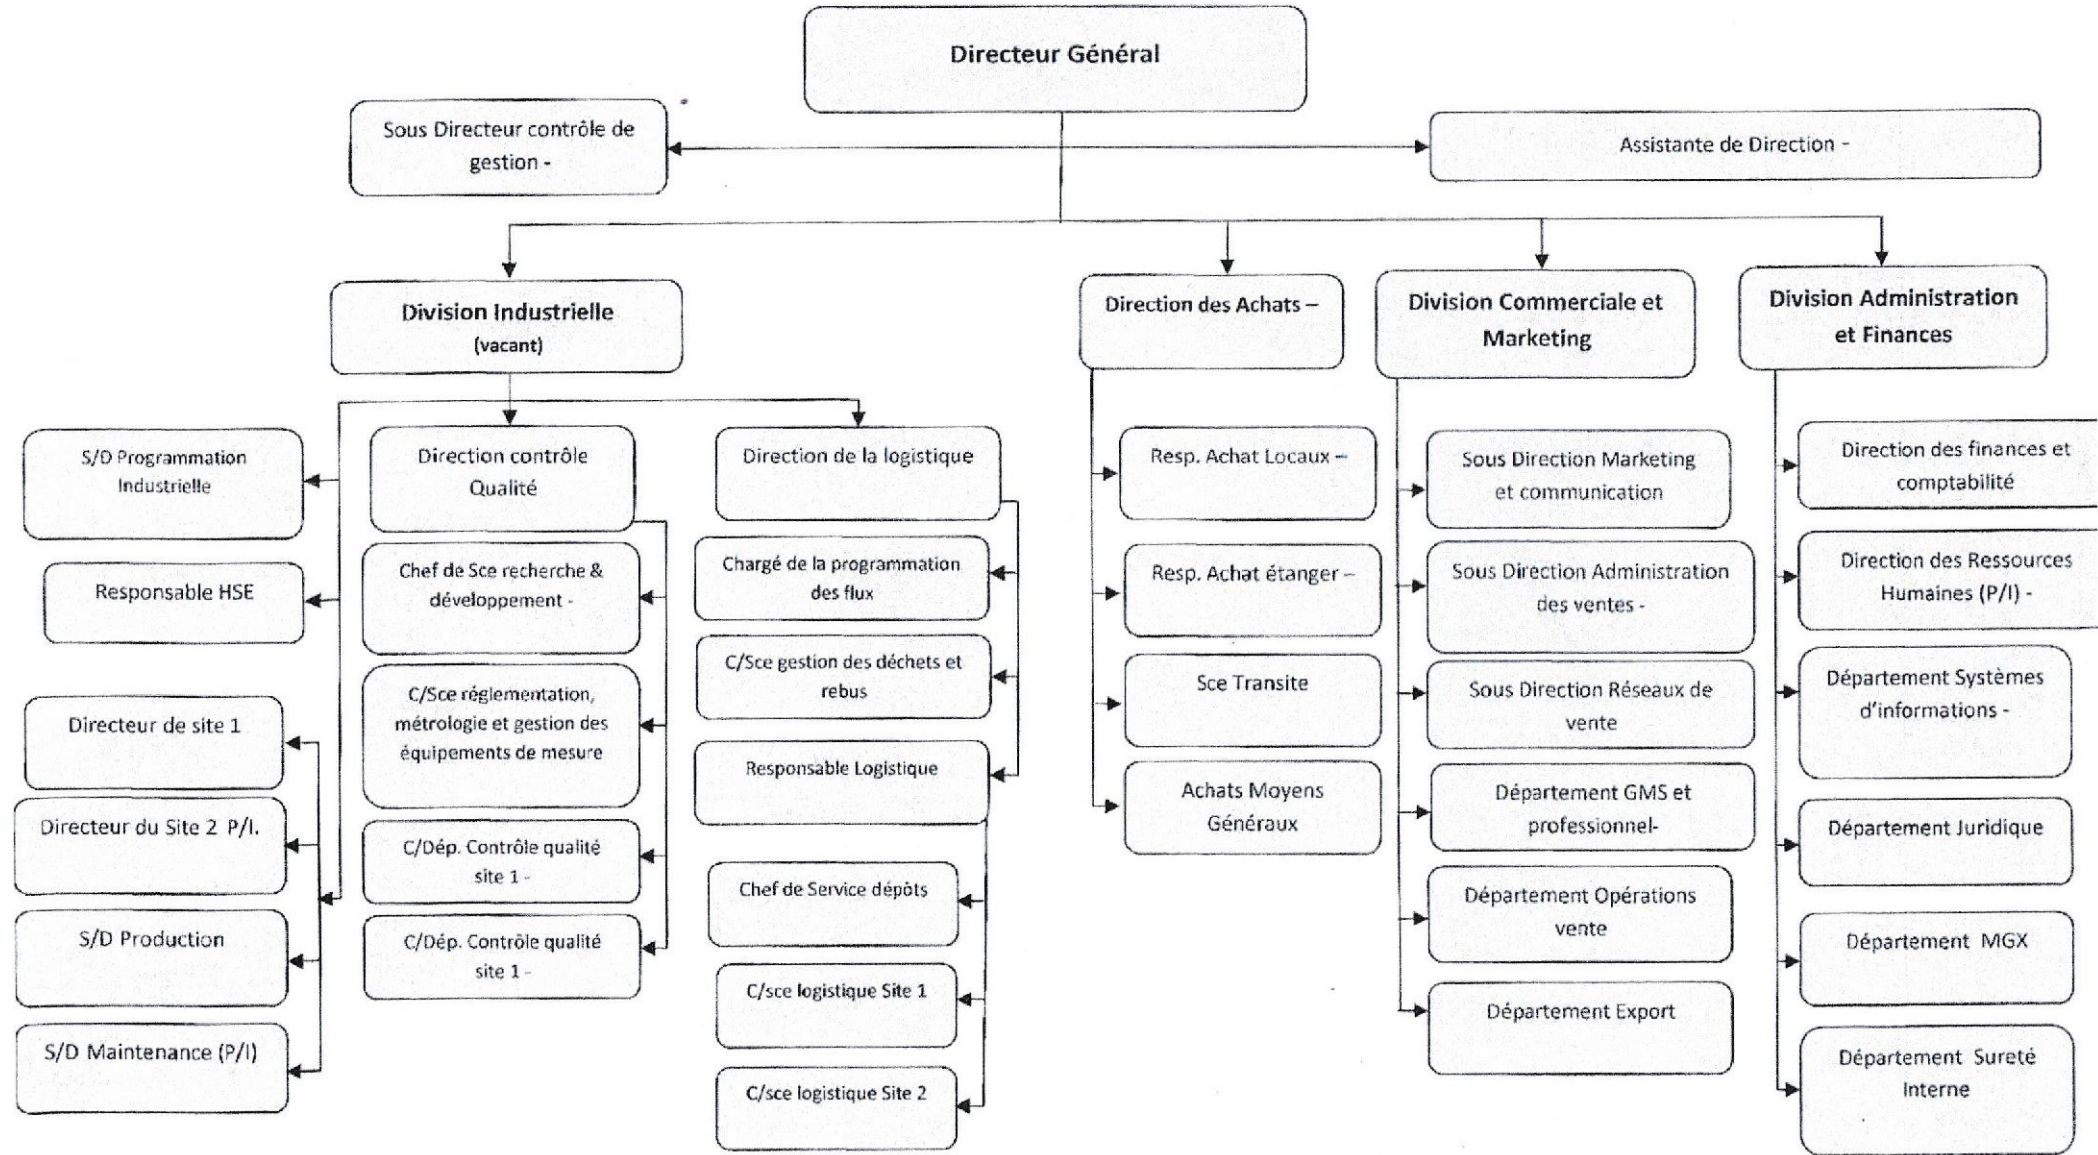 Directeur Général
Sous Directeur contrôle de
gestion -
Assistante de Direction -
Division Industrielle
(vacant)
Direction des Achats –
Division Commerciale et
Marketing
Division Administration
et Finances
S/D Programmation
Industrielle
Responsable HSE
Directeur de site 1
Directeur du Site 2 P/I.
S/D Production
S/D Maintenance (P/I)
Direction contrôle
Qualité
Chef de Sce recherche &
développement -
C/Sce réglementation,
métrologie et gestion des
équipements de mesure
C/Dép. Contrôle qualité
site 1 -
C/Dép. Contrôle qualité
site 1 -
Direction de la logistique
Chargé de la programmation
des flux
C/Sce gestion des déchets et
rebus
Responsable Logistique
Chef de Service dépôts
C/sce logistique Site 1
C/sce logistique Site 2
Resp. Achat Locaux –
Resp. Achat étanger –
Sce Transite
Achats Moyens
Généraux
Sous Direction Marketing
et communication
Sous Direction Administration
des ventes -
Sous Direction Réseaux de
vente
Département GMS et
professionnel-
Département Opérations
vente
Département Export
Direction des finances et
comptabilité
Direction des Ressources
Humaines (P/I) -
Département Systèmes
d'informations -
Département Juridique
Département MGX
Département Sureté
Interne